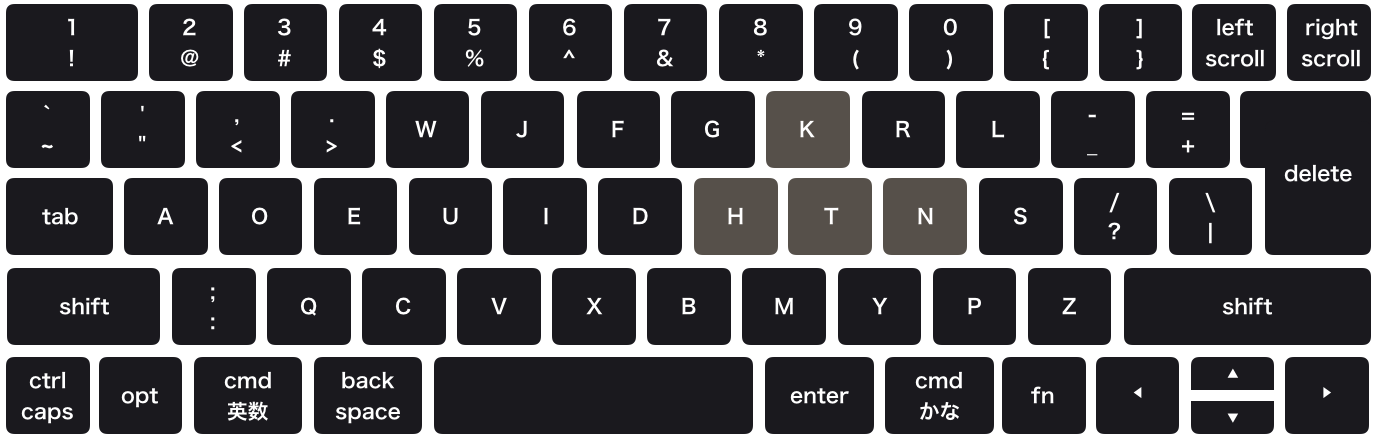 1 2 3 4 5 6 7 8 9 0 [ ] left right
! @ # $ % ^ & * ( ) { } scroll scroll
` ' , . W J F G K R L - = delete
~ " < > _ +
tab A O E U I D H T N S / \
? |
shift ; Q C V X B M Y P Z shift
:
ctrl opt cmd back enter cmd fn ◀ ▲ ▶
caps 英数 space かな ▼